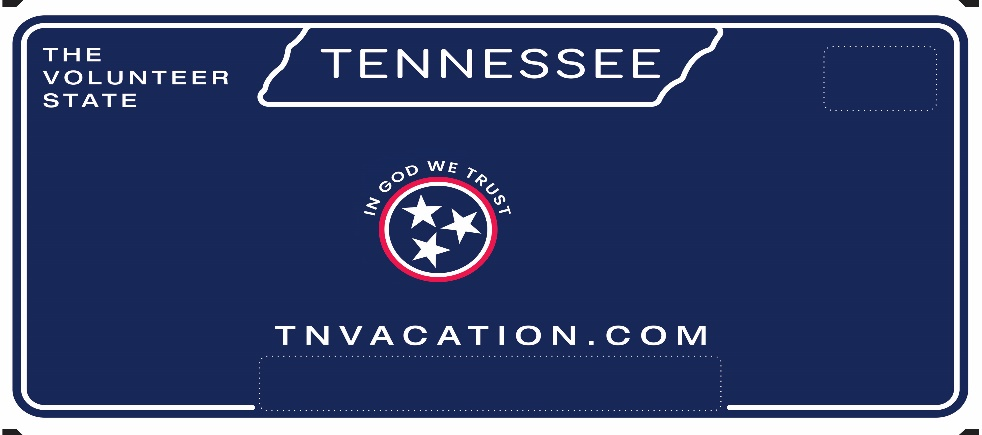 THE
VOLUNTEER
STATE
TENNESSEE
IN GOD WE TRUST
TNVACATION.COM